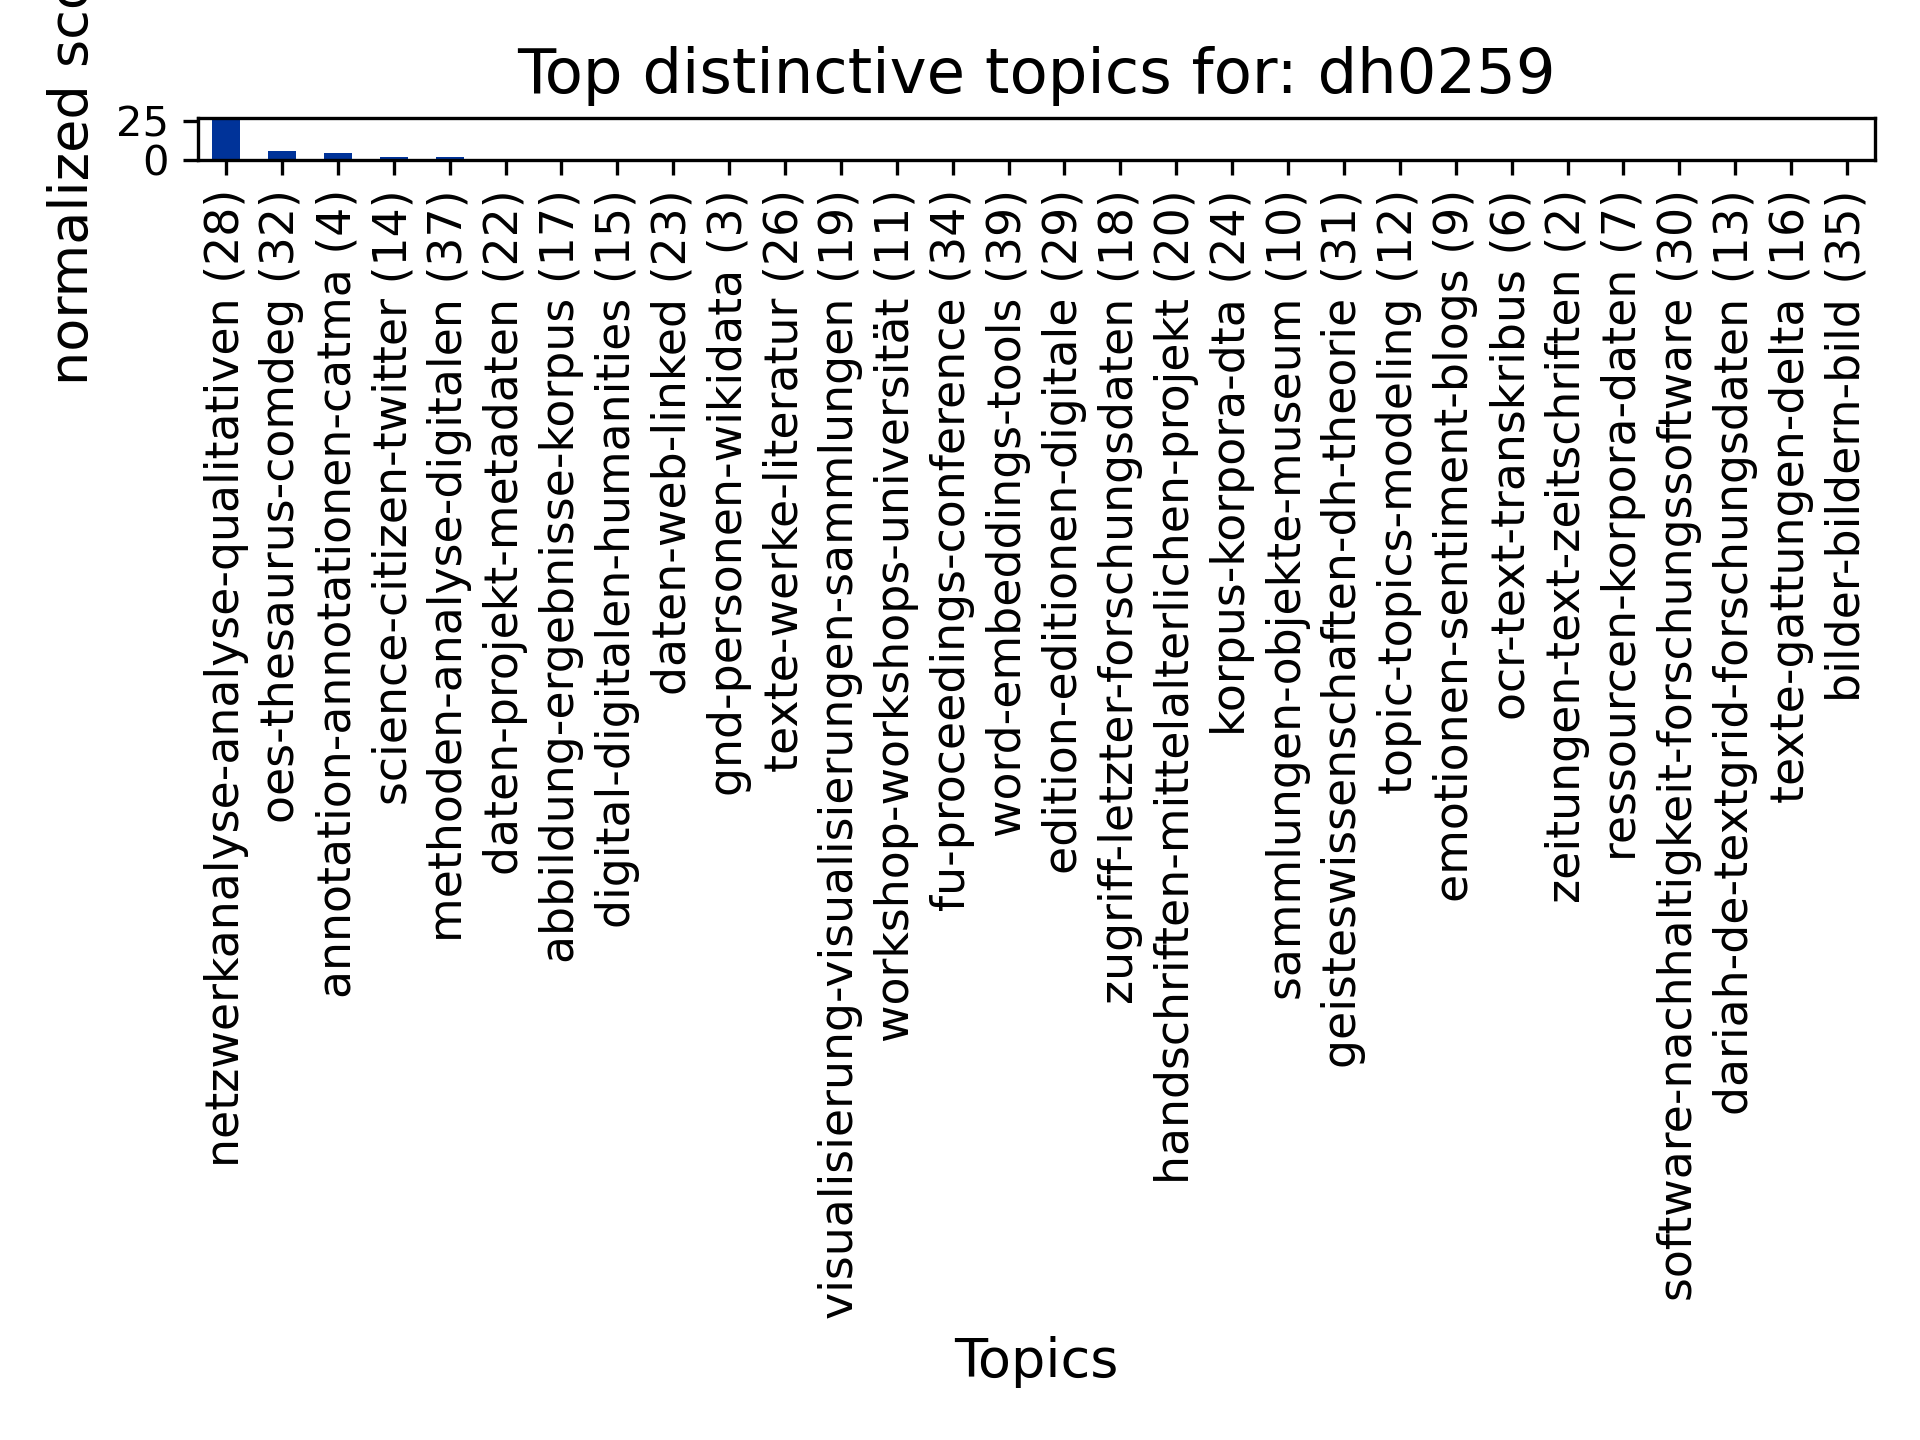 Top distinctive topics for: dh0259
normalized
25
0
netzwerkanalyse-analyse-qualitativen (28)
oes-thesaurus-comdeg (32)
annotation-annotationen-catma (4)
science-citizen-twitter (14)
methoden-analyse-digitalen (37)
daten-projekt-metadaten (22)
abbildung-ergebnisse-korpus (17)
digital-digitalen-humanities (15)
daten-web-linked (23)
gnd-personen-wikidata (3)
texte-werke-literatur (26)
visualisierung-visualisierungen-sammlungen (19)
workshop-workshops-universität (11)
fu-proceedings-conference (34)
word-embeddings-tools (39)
edition-editionen-digitale (29)
zugriff-letzter-forschungsdaten (18)
handschriften-mittelalterlichen-projekt (20)
korpus-korpora-dta (24)
sammlungen-objekte-museum (10)
geisteswissenschaften-dh-theorie (31)
topic-topics-modeling (12)
emotionen-sentiment-blogs (9)
ocr-text-transkribus (6)
zeitungen-text-zeitschriften (2)
ressourcen-korpora-daten (7)
software-nachhaltigkeit-forschungssoftware (30)
dariah-de-textgrid-forschungsdaten (13)
texte-gattungen-delta (16)
bilder-bildern-bild (35)
Topics